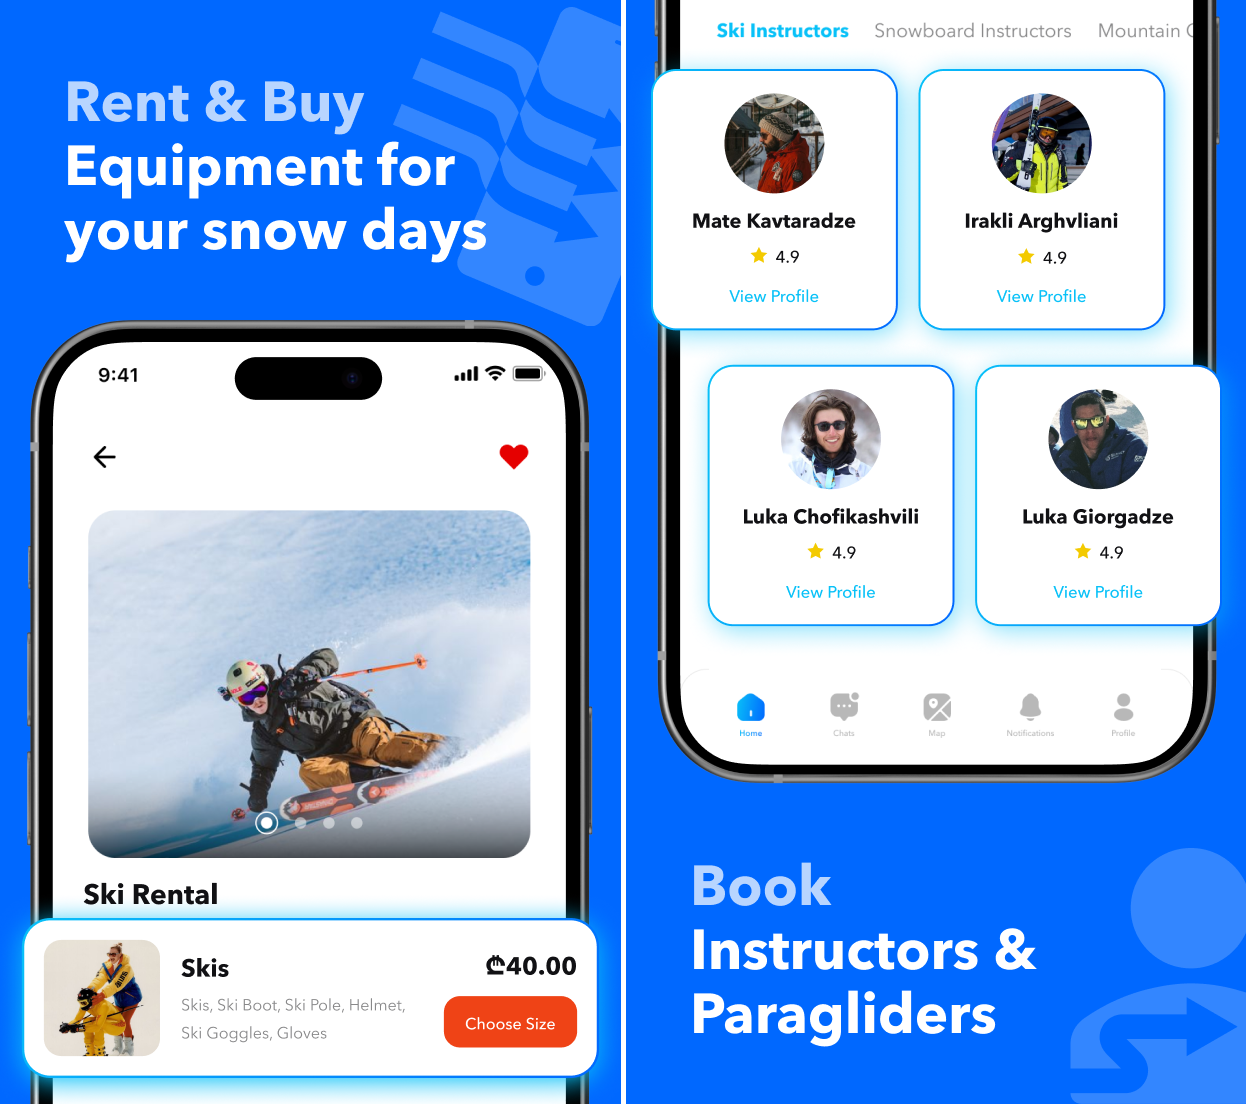 Rent & Buy
Equipment for
your snow days
9:41
Ski Rental
Skis
₾40.00
Skis, Ski Boot, Ski Pole, Helmet,
Ski Goggles, Gloves
Choose Size
Ski Instructors
Snowboard Instructors
Mountain
Mate Kavtaradze
4.9
View Profile
Irakli Arghvliani
4.9
View Profile
Luka Chofikashvili
4.9
View Profile
Luka Giorgadze
4.9
View Profile
Home
Chats
Map
Notifications
Profile
Book
Instructors &
Paragliders